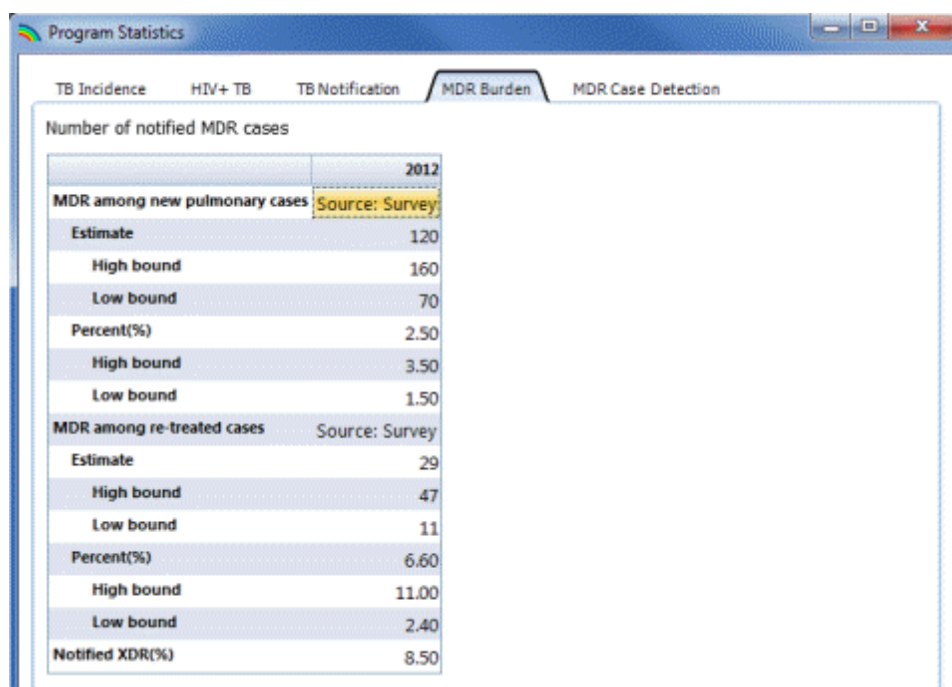 Program Statistics
TB Incidence HIV+ TB TB Notification MDR Burden MDR Case Detection
Number of notified MDR cases
2012
MDR among new pulmonary cases Source: Survey
Estimate 120
High bound 160
Low bound 70
Percent(%) 2.50
High bound 3.50
Low bound 1.50
MDR among re-treated cases Source: Survey
Estimate 29
High bound 47
Low bound 11
Percent(%) 6.60
High bound 11.00
Low bound 2.40
Notified XDR(%) 8.50